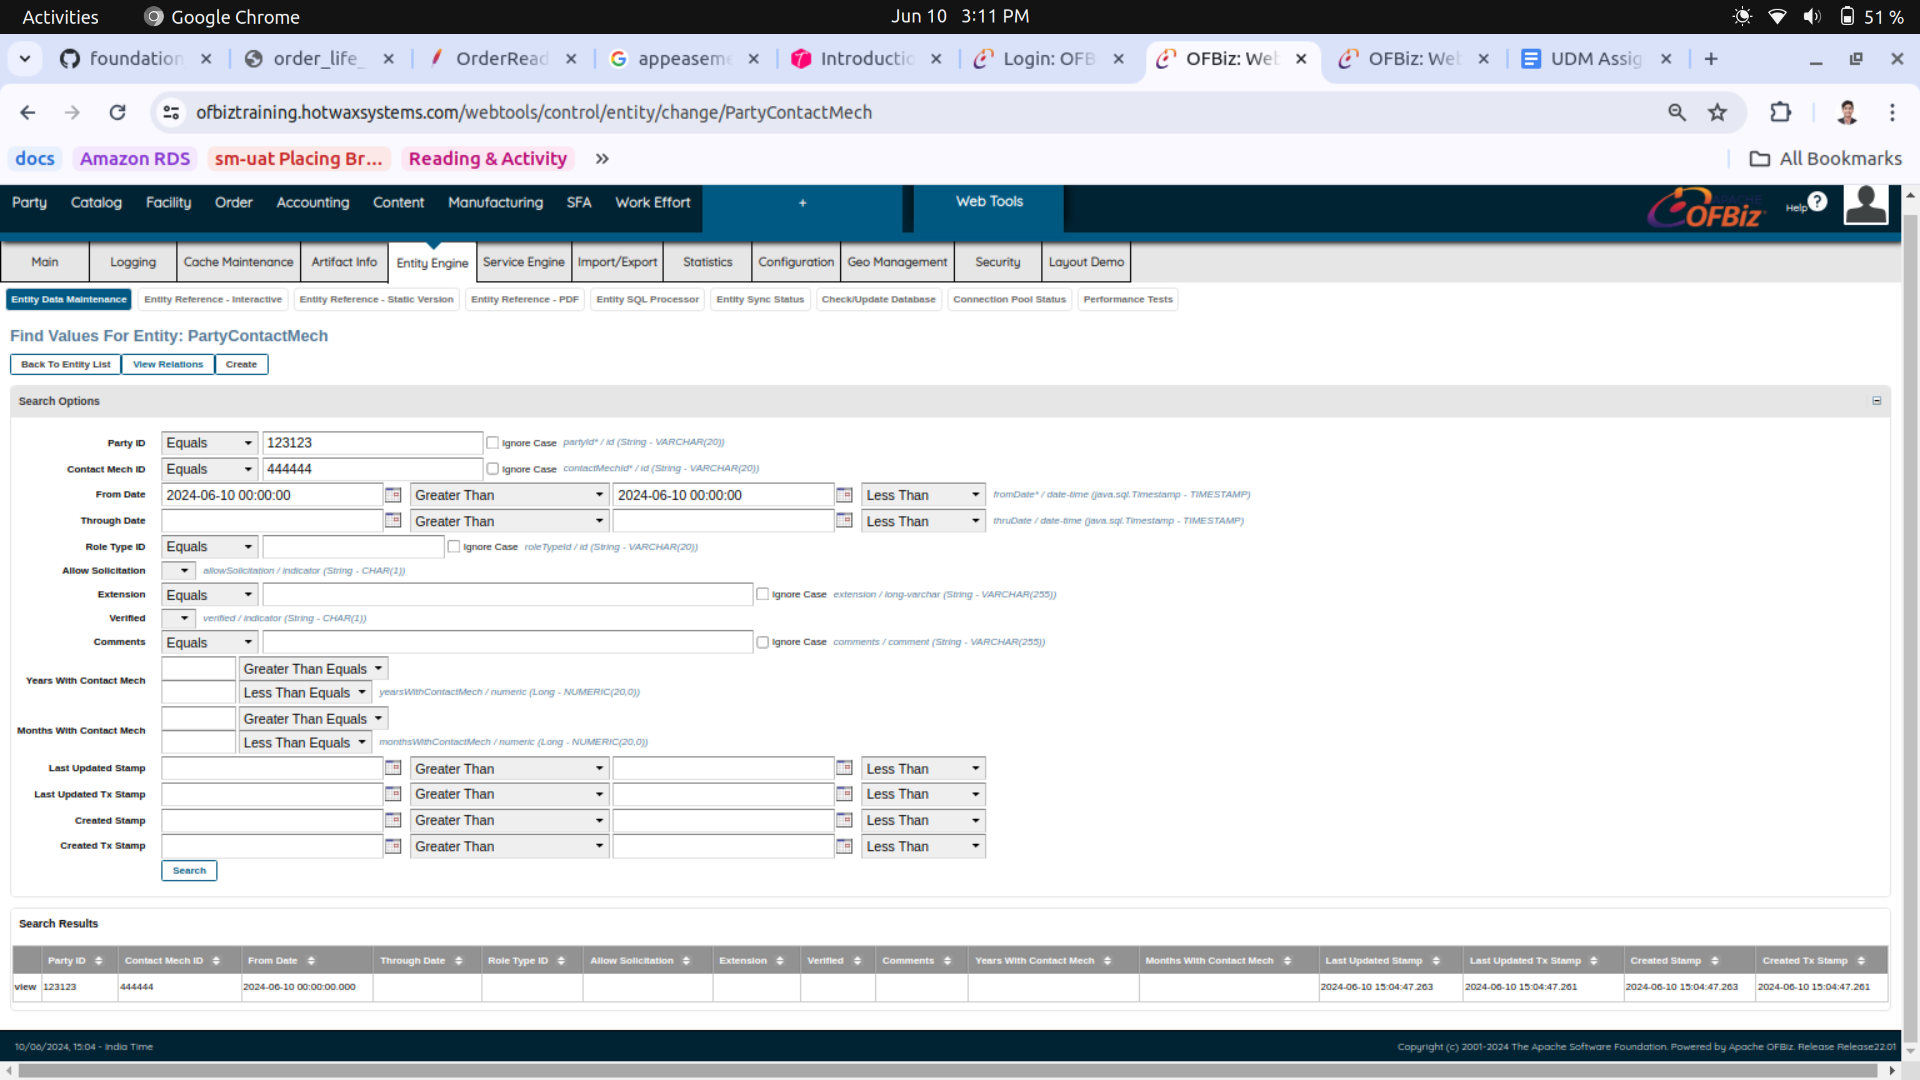 Activities Google Chrome Jun 10 3:11 PM 51 %
foundation order_life_ OrderRead appeaseme Introductio Login: OFB OFBiz: Web OFBiz: Web UDM Assig
ofbiztraining.hotwaxsystems.com/webtools/control/entity/change/PartyContactMech
docs Amazon RDS sm-uat Placing Br... Reading & Activity » All Bookmarks
Party Catalog Facility Order Accounting Content Manufacturing SFA Work Effort + Web Tools APACHE OFBiz Help ?
Main Logging Cache Maintenance Artifact Info Entity Engine Service Engine Import/Export Statistics Configuration Geo Management Security Layout Demo
Entity Data Maintenance Entity Reference - Interactive Entity Reference - Static Version Entity Reference - PDF Entity SQL Processor Entity Sync Status Check/Update Database Connection Pool Status Performance Tests
Find Values For Entity: PartyContactMech
Back To Entity List View Relations Create
Search Options
Party ID Equals 123123 Ignore Case partyId* / id (String - VARCHAR(20))
Contact Mech ID Equals 444444 Ignore Case contactMechId* / id (String - VARCHAR(20))
From Date 2024-06-10 00:00:00 Greater Than 2024-06-10 00:00:00 Less Than fromDate* / date-time (java.sql.Timestamp - TIMESTAMP)
Through Date Greater Than Less Than thruDate / date-time (java.sql.Timestamp - TIMESTAMP)
Role Type ID Equals Ignore Case roleTypeId / id (String - VARCHAR(20))
Allow Solicitation allowSolicitation / indicator (String - CHAR(1))
Extension Equals Ignore Case extension / long-varchar (String - VARCHAR(255))
Verified verified / indicator (String - CHAR(1))
Comments Equals Ignore Case comments / comment (String - VARCHAR(255))
Years With Contact Mech Greater Than Equals
Less Than Equals yearsWithContactMech / numeric (Long - NUMERIC(20,0))
Months With Contact Mech Greater Than Equals
Less Than Equals monthsWithContactMech / numeric (Long - NUMERIC(20,0))
Last Updated Stamp Greater Than Less Than
Last Updated Tx Stamp Greater Than Less Than
Created Stamp Greater Than Less Than
Created Tx Stamp Greater Than Less Than
Search
Search Results
Party ID Contact Mech ID From Date Through Date Role Type ID Allow Solicitation Extension Verified Comments Years With Contact Mech Months With Contact Mech Last Updated Stamp Last Updated Tx Stamp Created Stamp Created Tx Stamp
view 123123 444444 2024-06-10 00:00:00.000 2024-06-10 15:04:47.263 2024-06-10 15:04:47.261 2024-06-10 15:04:47.263 2024-06-10 15:04:47.261
10/06/2024, 15:04 - India Time Copyright (c) 2001-2024 The Apache Software Foundation. Powered by Apache OFBiz. Release Release22.01